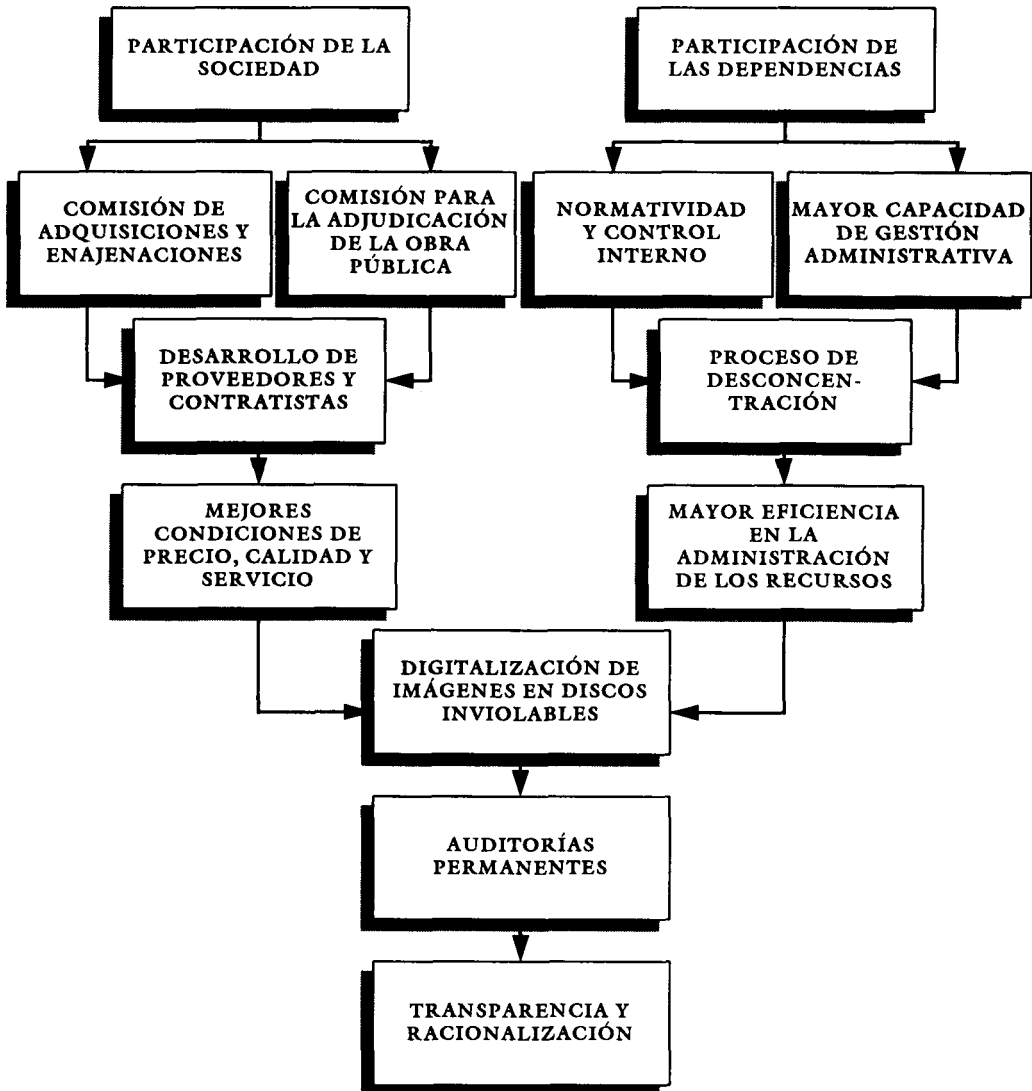 PARTICIPACIÓN DE LA
SOCIEDAD
PARTICIPACIÓN DE
LAS DEPENDENCIAS
COMISIÓN DE
ADQUISICIONES Y
ENAJENACIONES
COMISIÓN PARA
LA ADJUDICACIÓN
DE LA OBRA
PÚBLICA
NORMATIVIDAD
Y CONTROL
INTERNO
MAYOR CAPACIDAD
DE GESTIÓN
ADMINISTRATIVA
DESARROLLO DE
PROVEEDORES Y
CONTRATISTAS
PROCESO DE
DESCONCEN-
TRACIÓN
MEJORES
CONDICIONES DE
PRECIO, CALIDAD Y
SERVICIO
MAYOR EFICIENCIA
EN LA
ADMINISTRACIÓN
DE LOS RECURSOS
DIGITALIZACIÓN DE
IMÁGENES EN DISCOS
INVIOLABLES
AUDITORÍAS
PERMANENTES
TRANSPARENCIA Y
RACIONALIZACIÓN